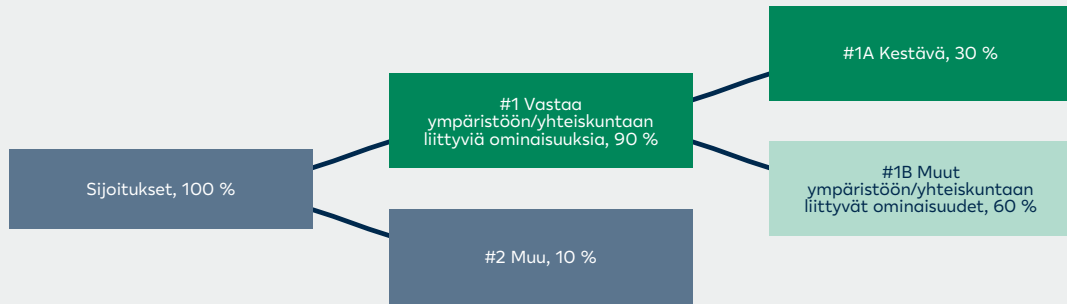 Sijoitukset, 100 %
#1 Vastaa
ympäristöön/yhteiskuntaan
liittyviä ominaisuuksia, 90 %
#2 Muu, 10 %
#1A Kestävä, 30 %
#1B Muut
ympäristöön/yhteiskuntaan
liittyvät ominaisuudet, 60 %